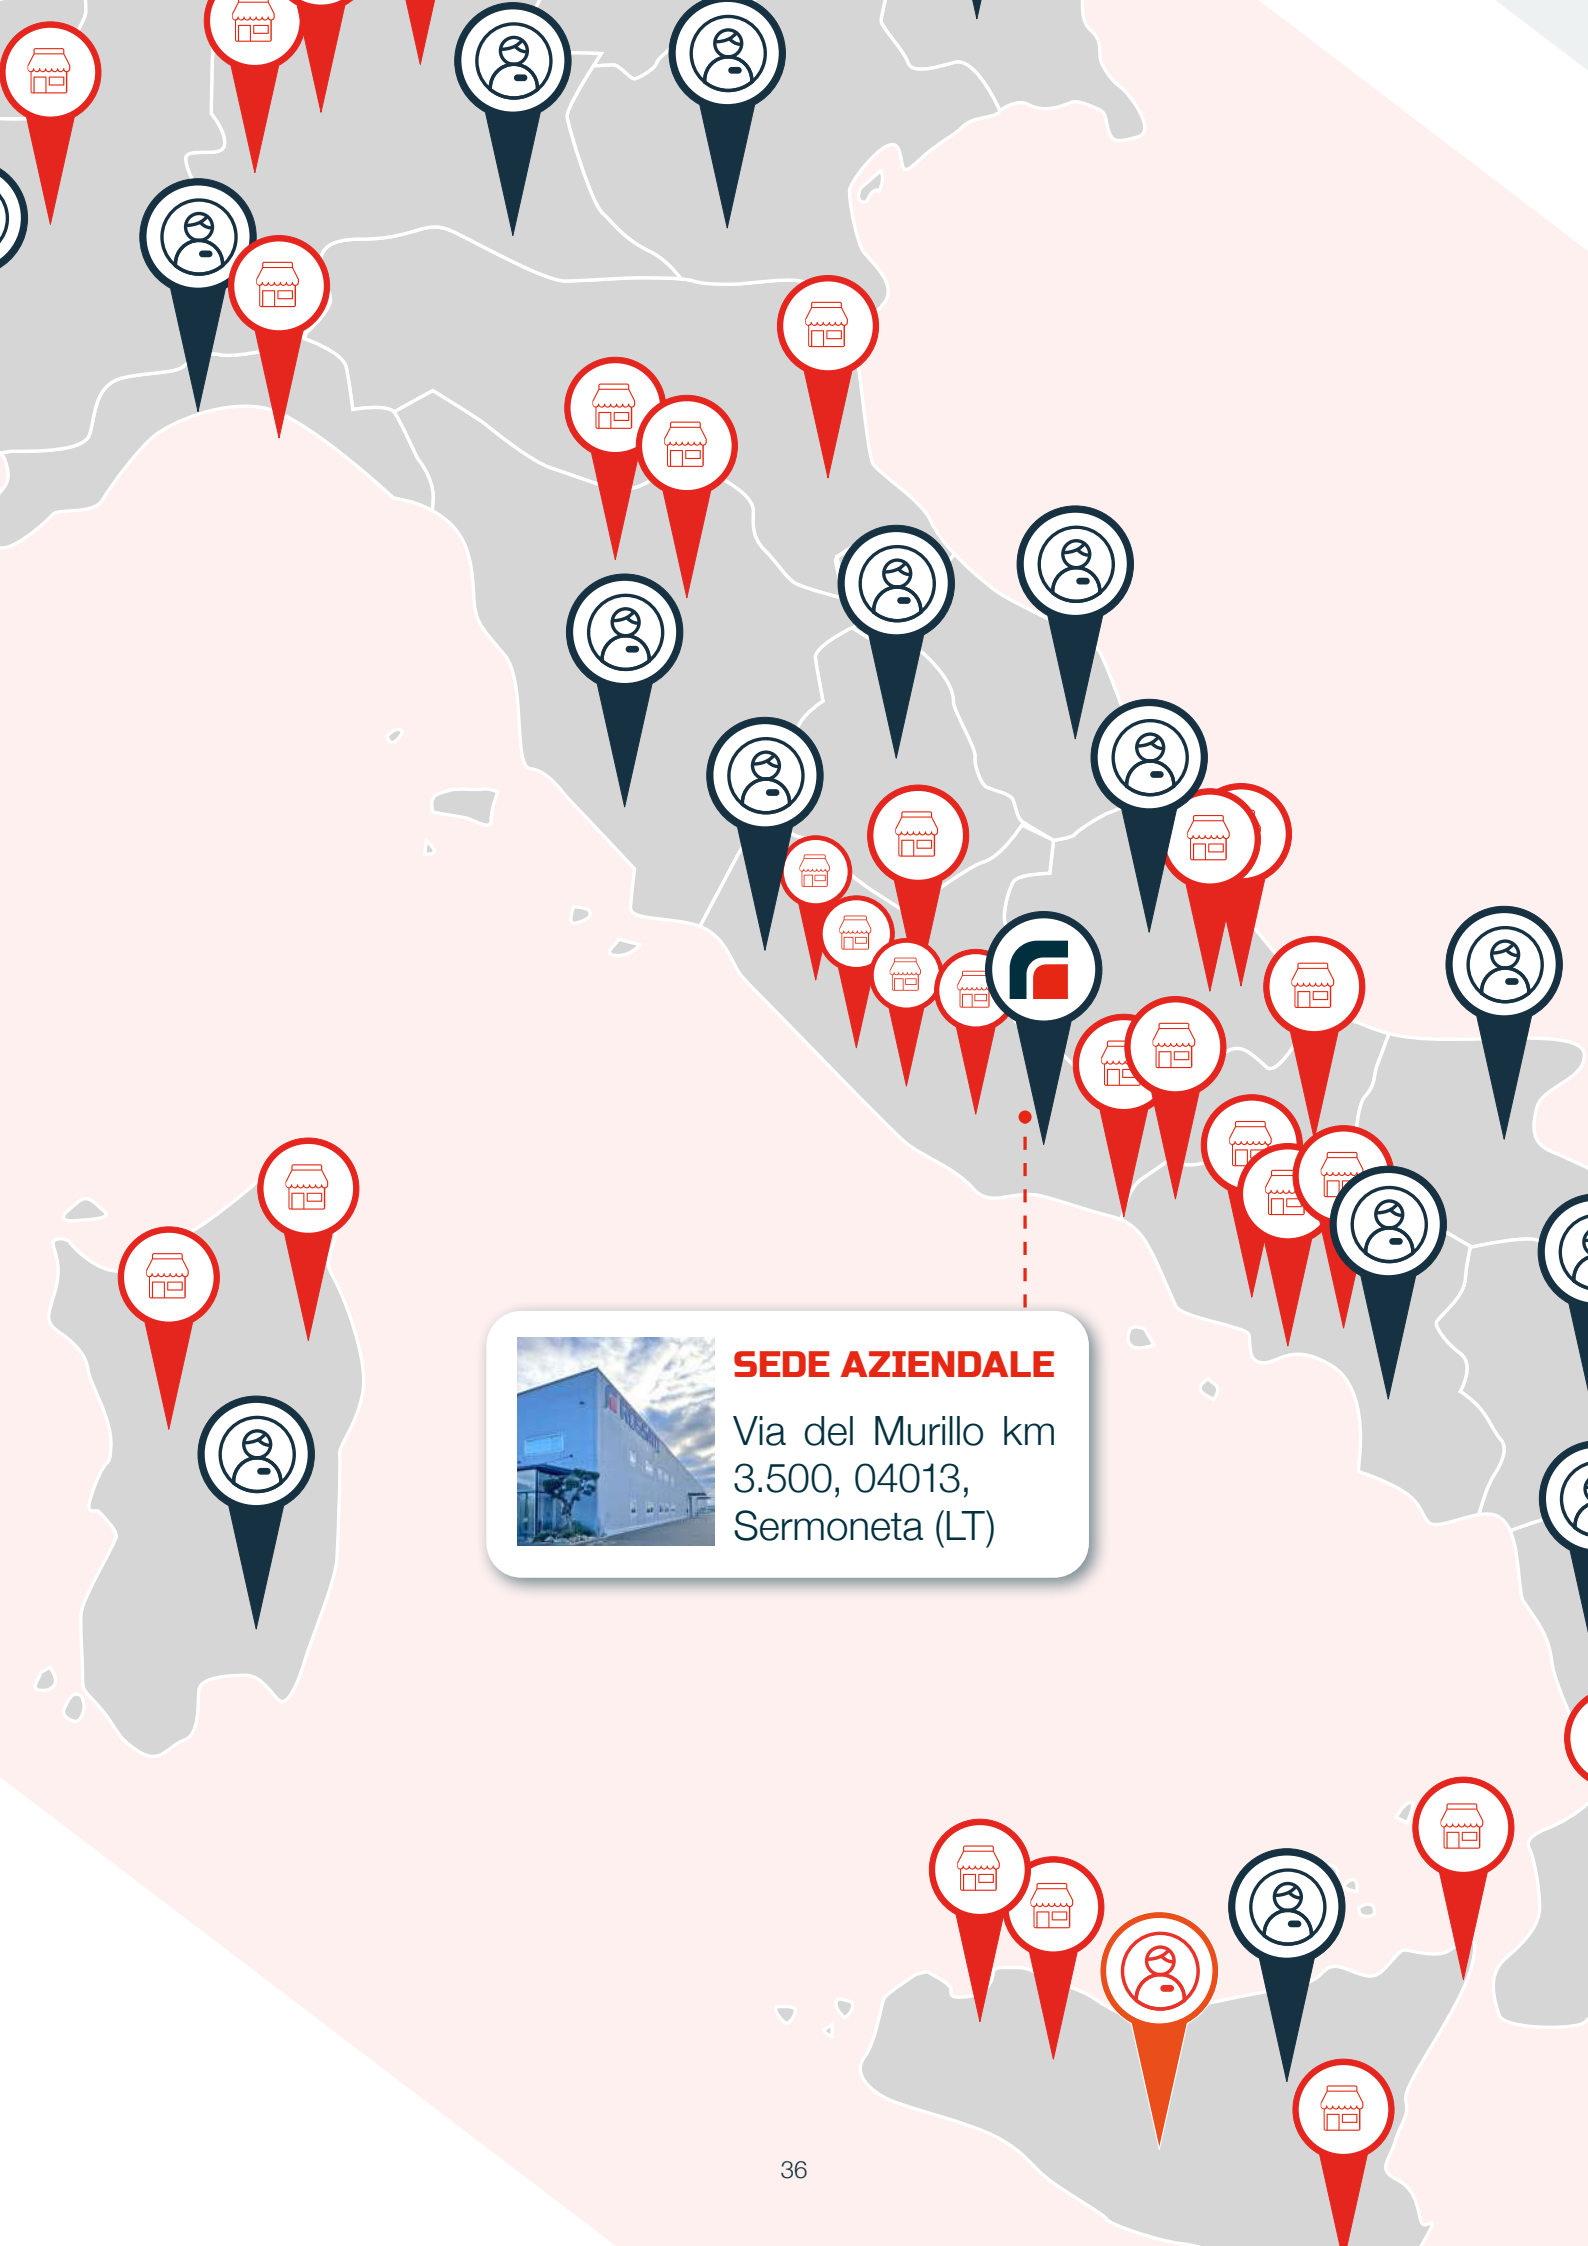 SEDE AZIENDALE
Via del Murillo km
3.500, 04013,
Sermoneta (LT)
36